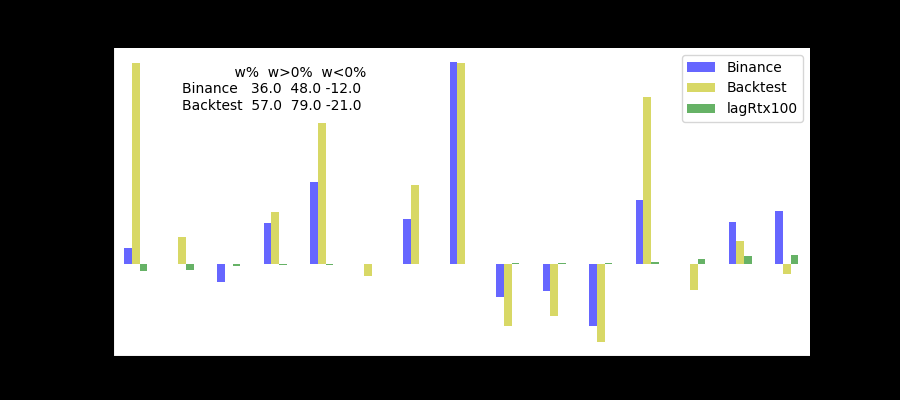 w%  w>0%  w<0%
Binance   36.0  48.0 -12.0
Backtest  57.0  79.0 -21.0
Binance
Backtest
lagRtx100